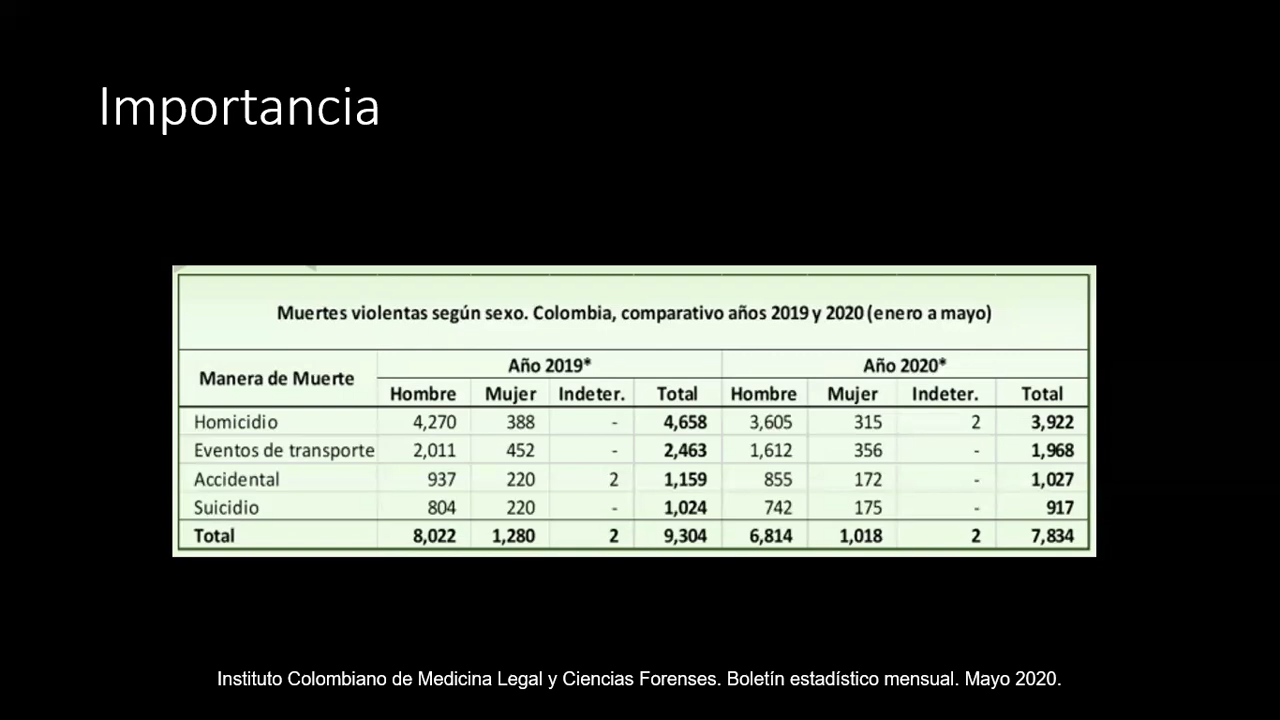 Importancia
Muertes violentas según sexo. Colombia, comparativo años 2019 y 2020 (enero a mayo)
Manera de Muerte Año 2019* Año 2020*
Hombre Mujer Indeter. Total Hombre Mujer Indeter. Total
Homicidio 4,270 388 - 4,658 3,605 315 2 3,922
Eventos de transporte 2,011 452 - 2,463 1,612 356 - 1,968
Accidental 937 220 2 1,159 855 172 - 1,027
Suicidio 804 220 - 1,024 742 175 - 917
Total 8,022 1,280 2 9,304 6,814 1,018 2 7,834
Instituto Colombiano de Medicina Legal y Ciencias Forenses. Boletín estadístico mensual. Mayo 2020.